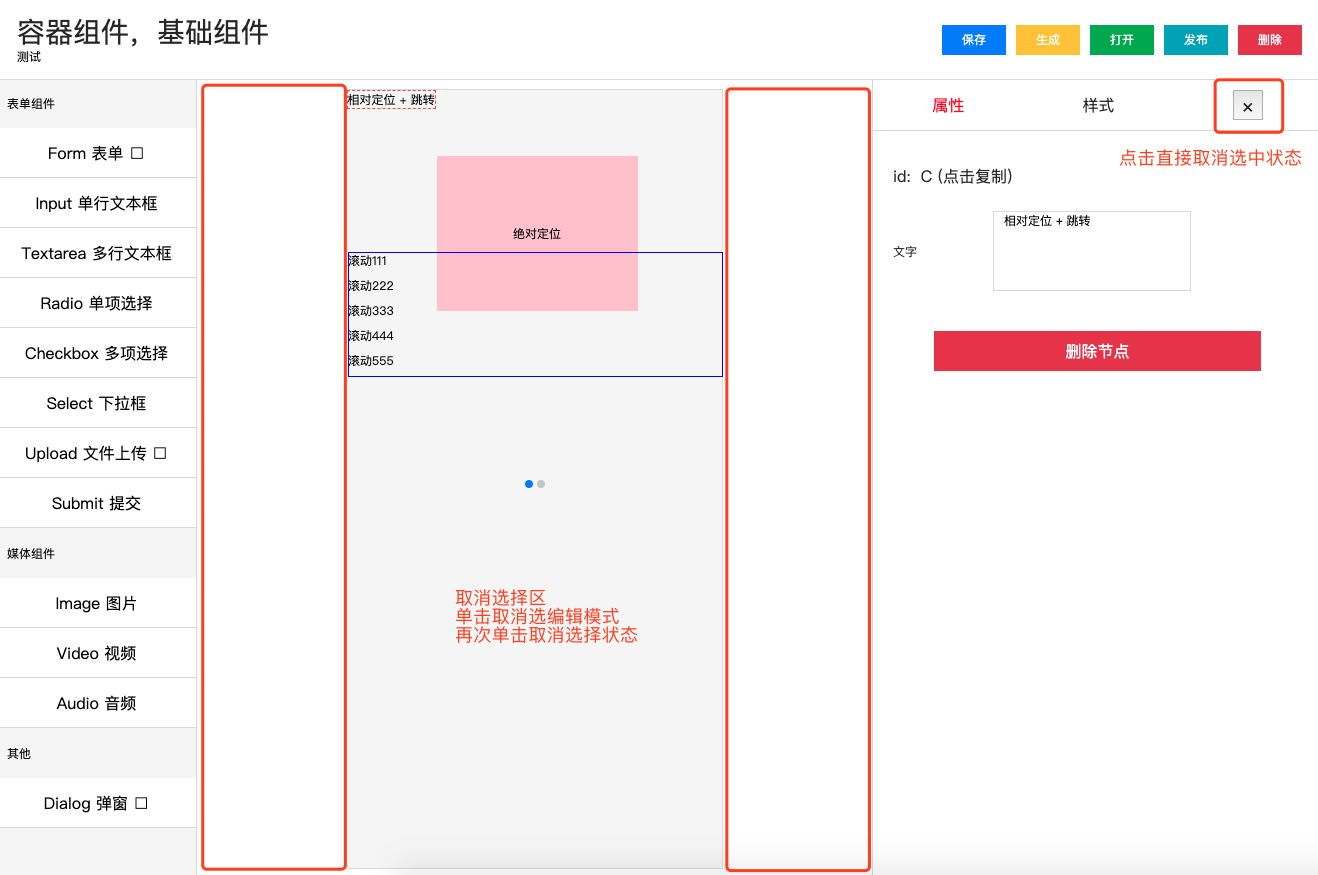 容器组件，基础组件
测试
保存
生成
打开
发布
删除
表单组件
Form 表单 ☐
Input 单行文本框
Textarea 多行文本框
Radio 单项选择
Checkbox 多项选择
Select 下拉框
Upload 文件上传 ☐
Submit 提交
媒体组件
Image 图片
Video 视频
Audio 音频
其他
Dialog 弹窗 ☐
相对定位 + 跳转
绝对定位
滚动111
滚动222
滚动333
滚动444
滚动555
取消选择区
单击取消选编辑模式
再次单击取消选择状态
属性
样式
×
点击直接取消选中状态
id: C (点击复制)
文字
相对定位 + 跳转
删除节点